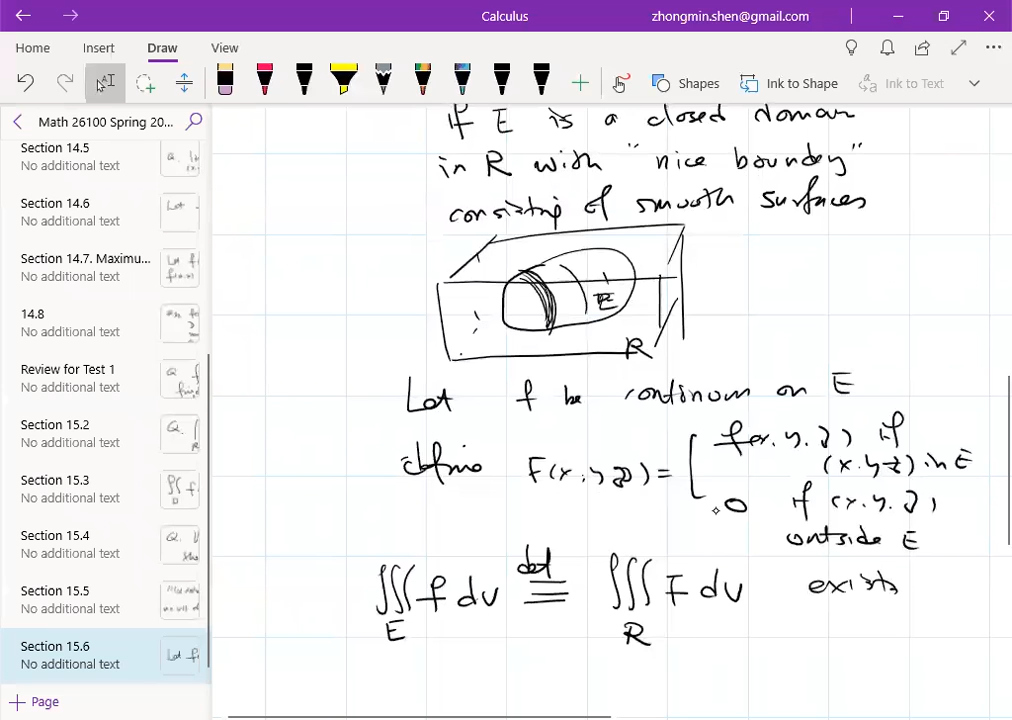 Calculus
zhongmin.shen@gmail.com
Home Insert Draw View
Shapes Ink to Shape Ink to Text
Math 26100 Spring 20...
Section 14.5
No additional text
Section 14.6
No additional text
Section 14.7. Maximu...
No additional text
14.8
No additional text
Review for Test 1
No additional text
Section 15.2
No additional text
Section 15.3
No additional text
Section 15.4
No additional text
Section 15.5
No additional text
Section 15.6
No additional text
Page
If E is a closed domain
in R with "nice boundey"
consisting of smooth surfaces
E
R
Let f be continuous on E
define F(x, y, z) = [ f(x, y, z) if
(x, y, z) in E
0 if (x, y, z)
outside E
∭ f dv def = ∭ F dv exists
E R